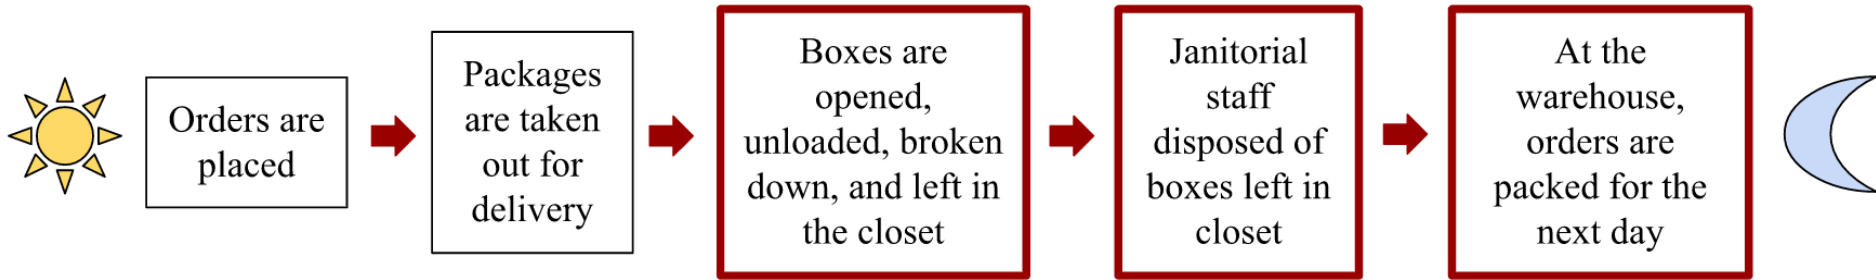 Orders are
placed
Packages
are taken
out for
delivery
Boxes are
opened,
unloaded, broken
down, and left in
the closet
Janitorial
staff
disposed of
boxes left in
closet
At the
warehouse,
orders are
packed for the
next day